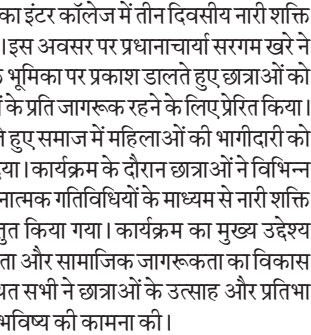 का इंटर कॉलेज में तीन दिवसीय नारी शक्ति
। इस अवसर पर प्रधानाचार्या सरगम खरे ने
भूमिका पर प्रकाश डालते हुए छात्राओं को
के प्रति जागरूक रहने के लिए प्रेरित किया।
हुए समाज में महिलाओं की भागीदारी को
। कार्यक्रम के दौरान छात्राओं ने विभिन्न
नात्मक गतिविधियों के माध्यम से नारी शक्ति
तुत किया गया। कार्यक्रम का मुख्य उद्देश्य
ता और सामाजिक जागरूकता का विकास
थत सभी ने छात्राओं के उत्साह और प्रतिभा
भविष्य की कामना की।